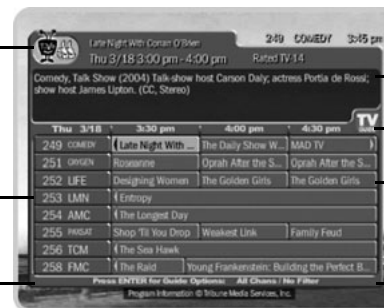 Late Night With Conan O'Brien 249 COMEDY 3:45 pm
Thu 3/18 3:00 pm - 4:00 pm Rated TV-14
Comedy, Talk Show (2004) Talk-show host Carson Daly; actress Portia de Rossi;
show host James Lipton. (CC, Stereo)
TV
Thu 3/18 3:30 pm 4:00 pm 4:30 pm
249 COMEDY Late Night With ... The Daily Show W... MAD TV
251 OXYGEN Roseanne Oprah After the S... Oprah After the S...
252 LIFE Designing Women The Golden Girls The Golden Girls
253 LMN Entropy
254 AMC The Longest Day
255 PAXSAT Shop 'Til You Drop Weakest Link Family Feud
256 TCM The Sea Hawk
258 FMC The Raid Young Frankenstein: Building the Perfect B...
Press ENTER for Guide Options: All Chans No Filter
Program Information © Tribune Media Services, Inc.